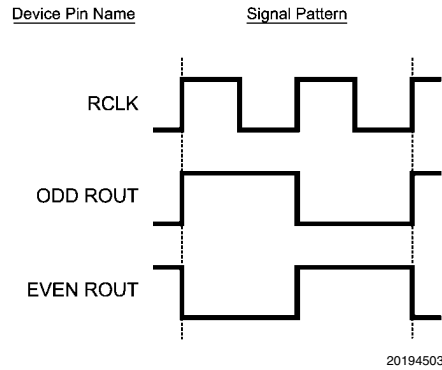 Device Pin Name Signal Pattern
RCLK
ODD ROUT
EVEN ROUT
20194503